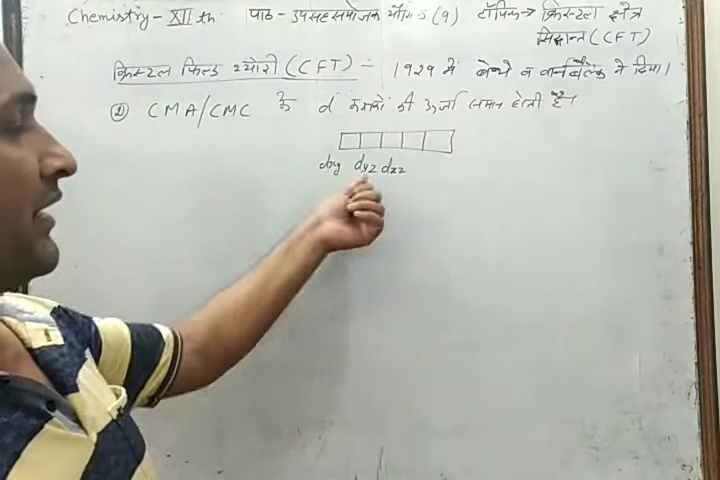 Chemistry - XII th पाठ - उपसहसंयोजक यौगिक (9) टॉपिक → क्रिस्टल क्षेत्र
सिद्धान्त (CFT)
क्रिस्टल फिल्ड थ्योरी (CFT) :- 1929 में बेथे व वॉनब्लैक ने दिया।
② CMA/CMC के d कक्षकों की ऊर्जा समान होती है।
dxy dyz dzx